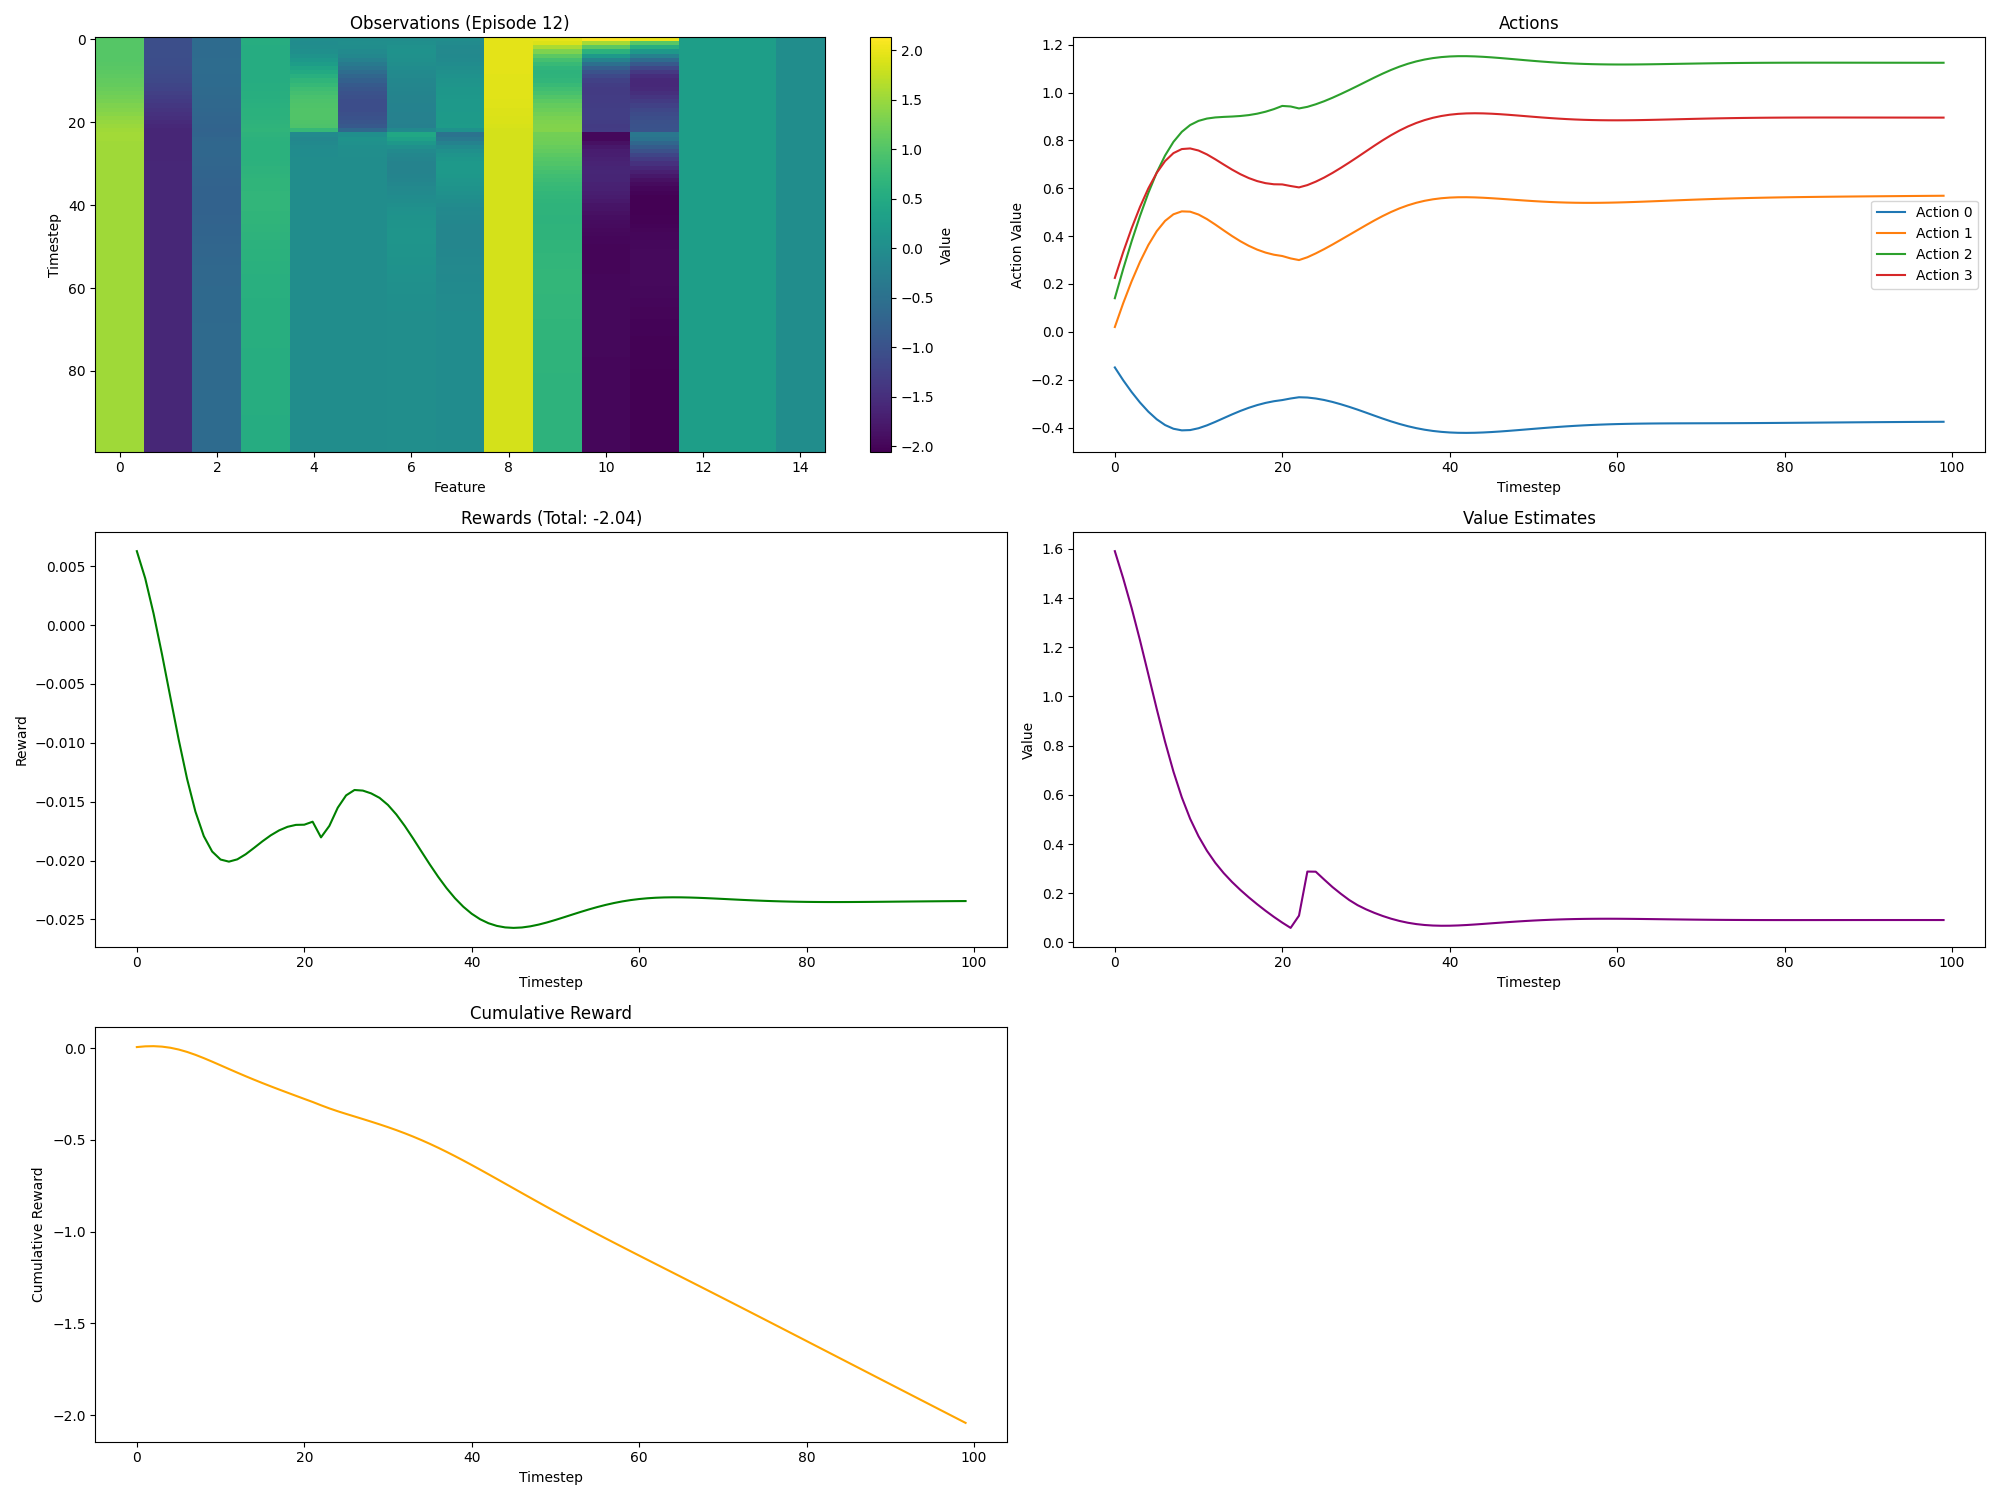 Observations (Episode 12)
0
20
40
60
80
Timestep
0 2 4 6 8 10 12 14
Feature
2.0
1.5
1.0
0.5
0.0
−0.5
−1.0
−1.5
−2.0
Value
Actions
1.2
1.0
0.8
0.6
0.4
0.2
0.0
−0.2
−0.4
Action Value
Action 0
Action 1
Action 2
Action 3
0 20 40 60 80 100
Timestep
Rewards (Total: -2.04)
0.005
0.000
−0.005
−0.010
−0.015
−0.020
−0.025
Reward
0 20 40 60 80 100
Timestep
Value Estimates
1.6
1.4
1.2
1.0
0.8
0.6
0.4
0.2
0.0
Value
0 20 40 60 80 100
Timestep
Cumulative Reward
0.0
−0.5
−1.0
−1.5
−2.0
Cumulative Reward
0 20 40 60 80 100
Timestep